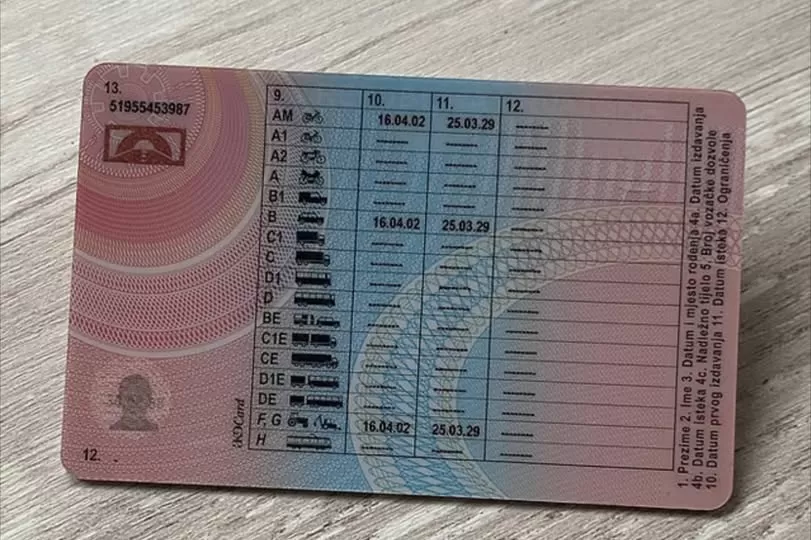 13.
51955453987
9. 10. 11. 12.
AM 16.04.02 25.03.29
A1
A2
A
B1
B 16.04.02 25.03.29
C1
C
D1
D
BE
C1E
CE
D1E
DE
F, G 16.04.02 25.03.29
H
12.
1. Prezime 2. Ime 3. Datum i mjesto rođenja 4a. Datum izdavanja
4b. Datum isteka 4c. Nadležno tijelo 5. Broj vozačke dozvole
10. Datum prvog izdavanja 11. Datum isteka 12. Ograničenja